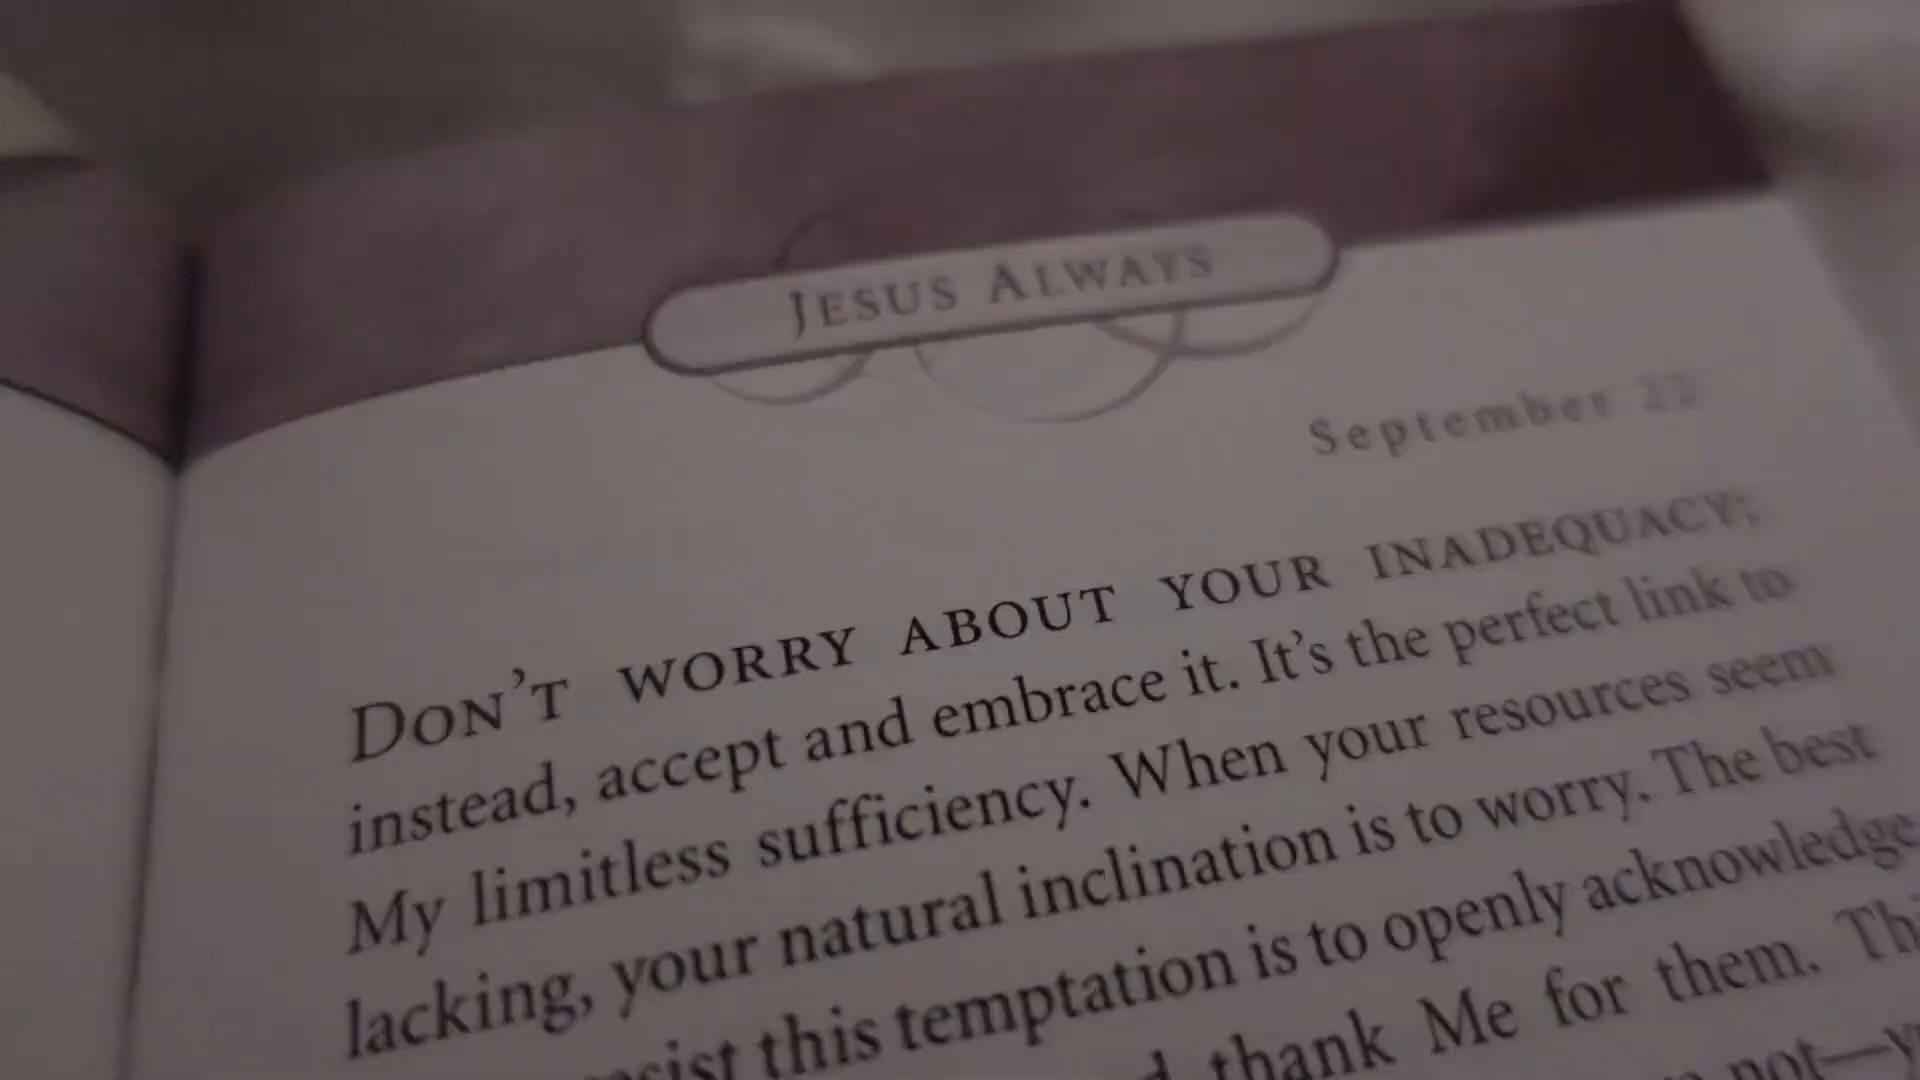 JESUS ALWAYS
September 22
DON'T WORRY ABOUT YOUR INADEQUACY;
instead, accept and embrace it. It's the perfect link to
My limitless sufficiency. When your resources seem
lacking, your natural inclination is to worry. The best
this temptation is to openly acknowledge
thank Me for them.
not—